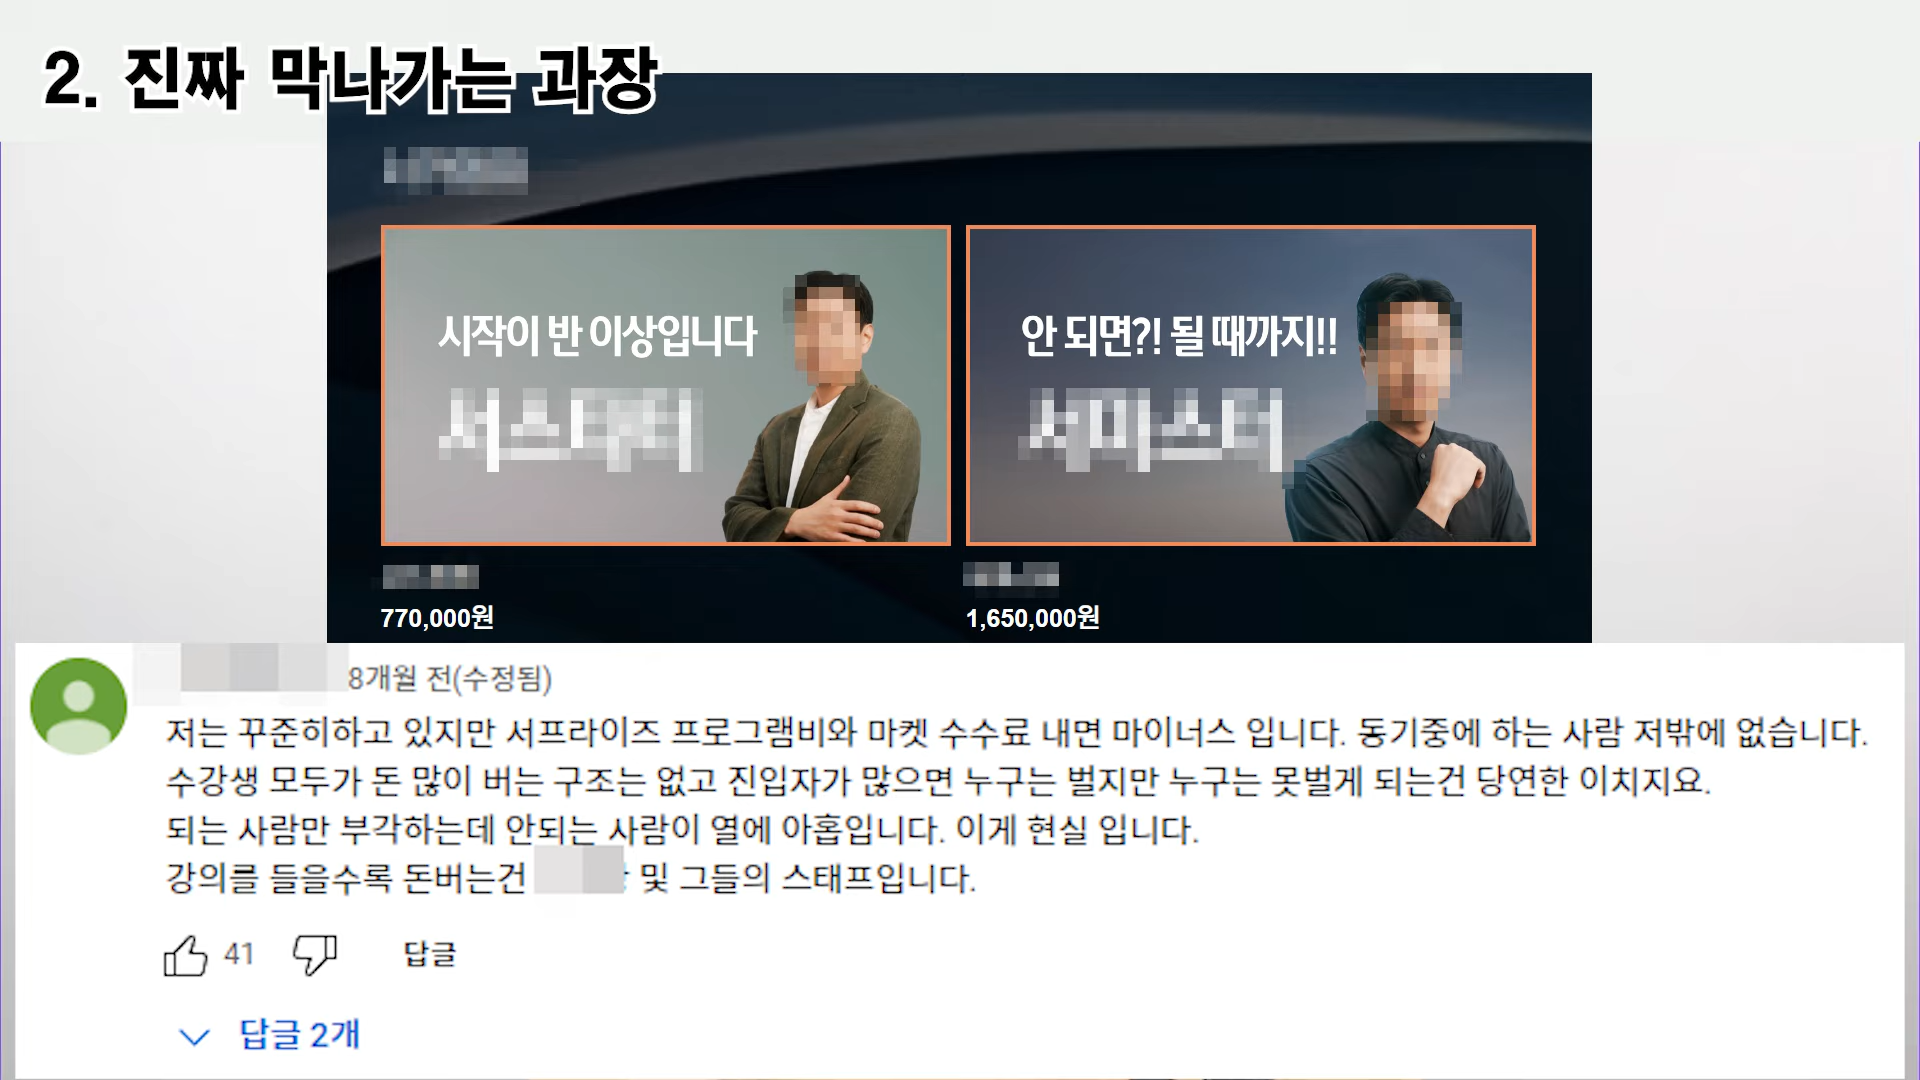 2. 진짜 막나가는 과장
시작이 반 이상입니다
안 되면?! 될 때까지!!
770,000원
1,650,000원
8개월 전(수정됨)
저는 꾸준히하고 있지만 서프라이즈 프로그램비와 마켓 수수료 내면 마이너스 입니다. 동기중에 하는 사람 저밖에 없습니다.
수강생 모두가 돈 많이 버는 구조는 없고 진입자가 많으면 누구는 벌지만 누구는 못벌게 되는건 당연한 이치지요.
되는 사람만 부각하는데 안되는 사람이 열에 아홉입니다. 이게 현실 입니다.
강의를 들을수록 돈버는건 및 그들의 스태프입니다.
41
답글
답글 2개